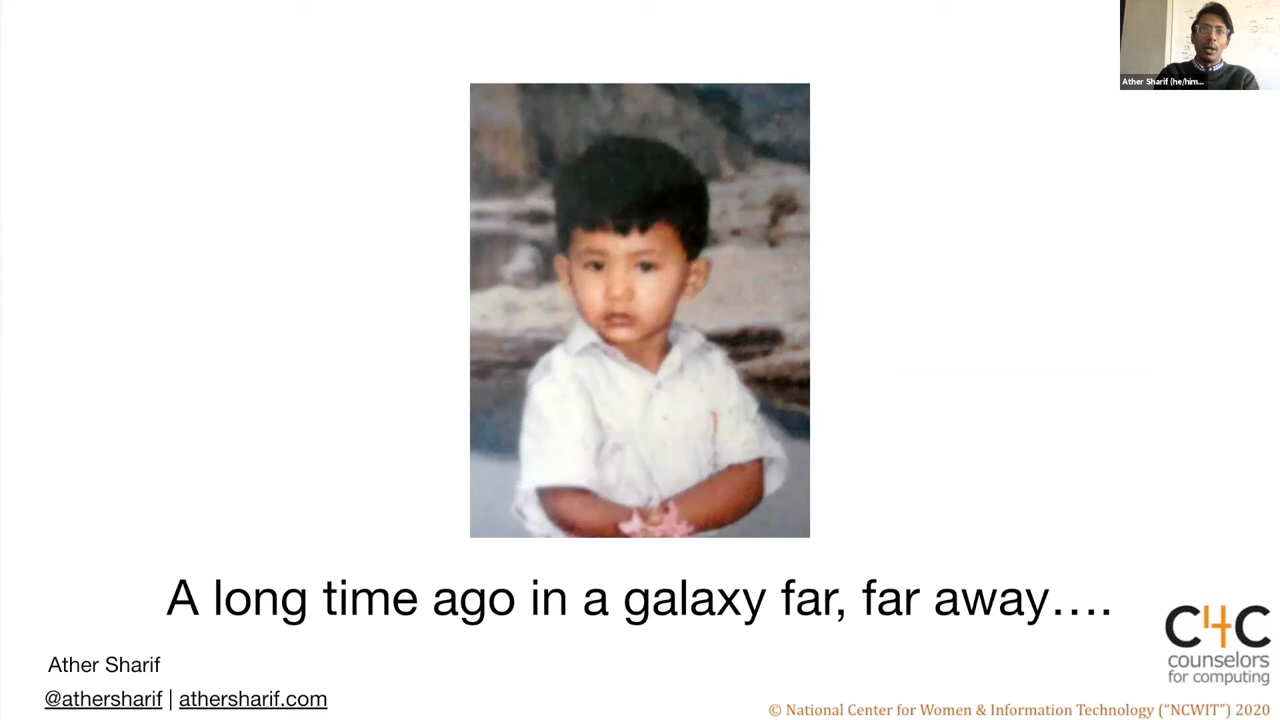 Ather Sharif (he/him...
A long time ago in a galaxy far, far away….
C4C
counselors
for computing
Ather Sharif
@athersharif | athersharif.com
© National Center for Women & Information Technology (“NCWIT”) 2020